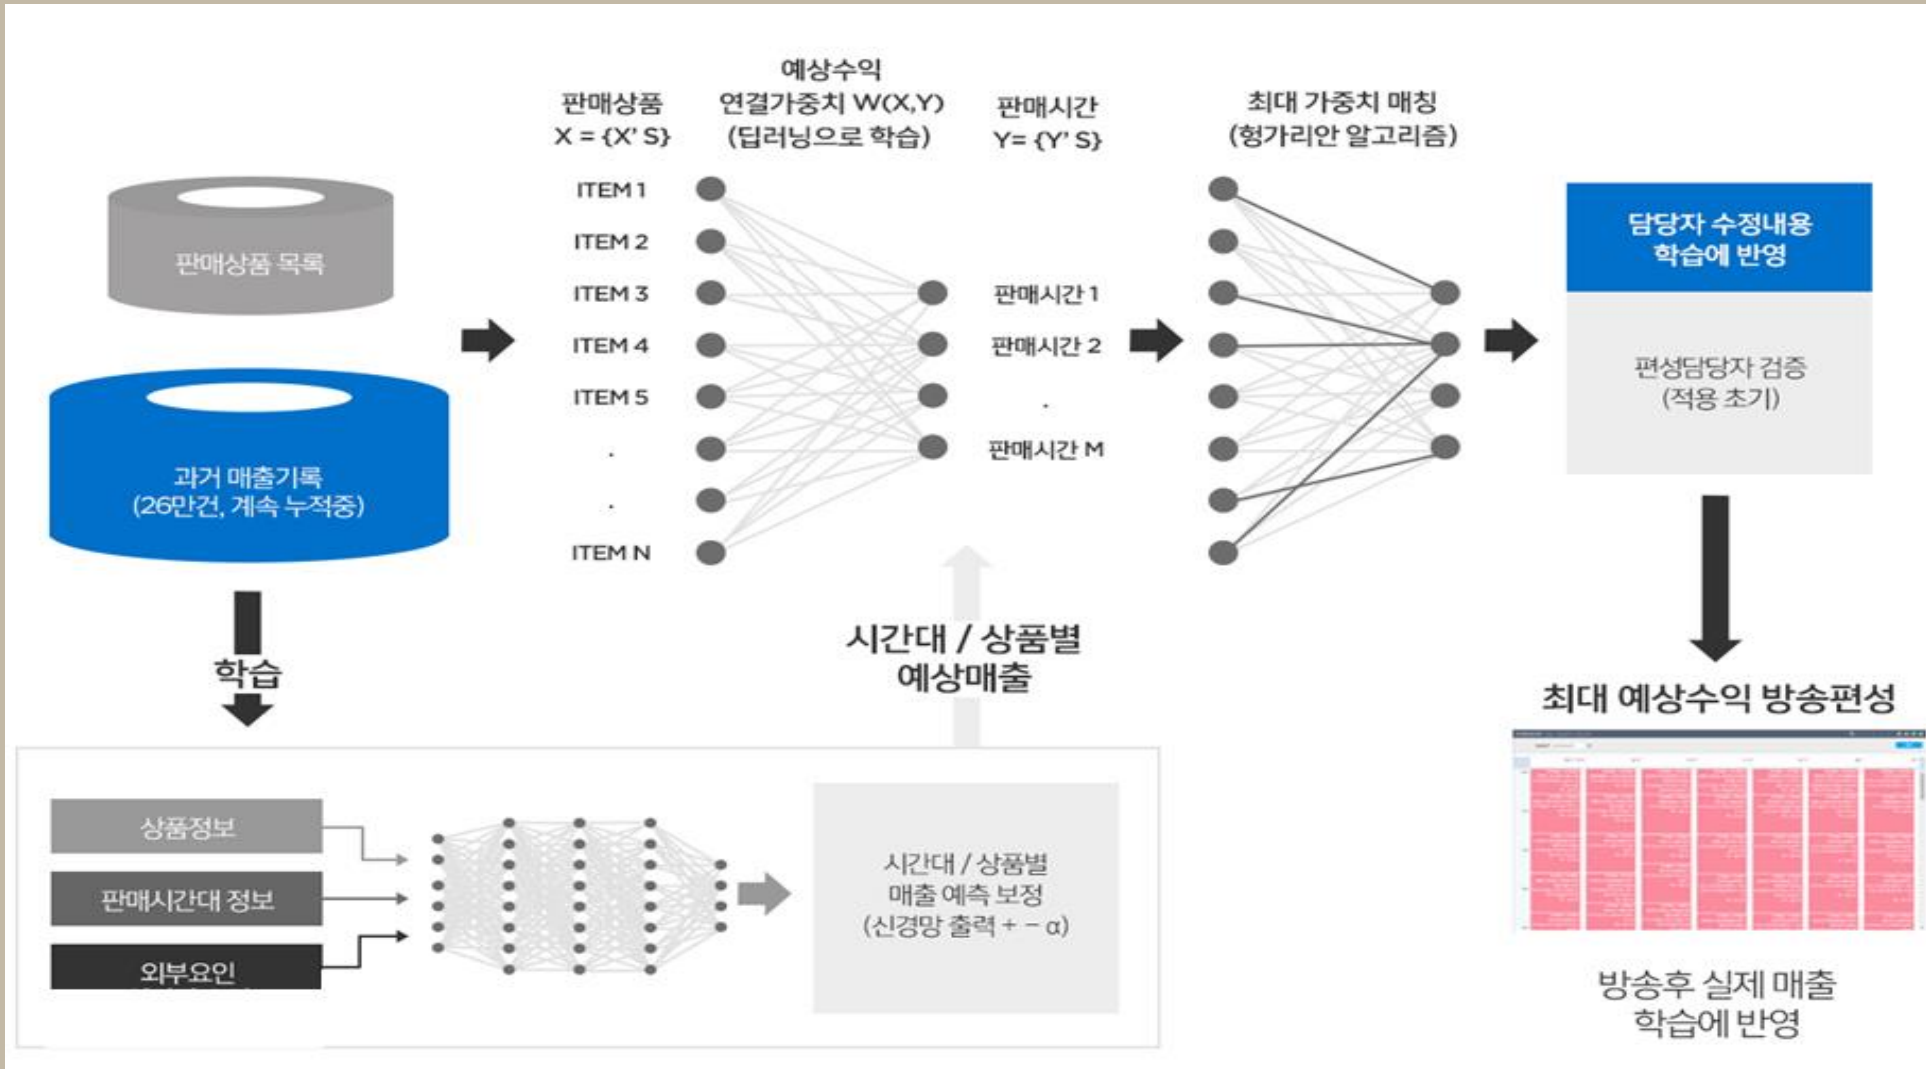 판매상품 목록
과거 매출기록
(26만건, 계속 누적중)
학습
판매상품
X = {X' S}
예상수익
연결가중치 W(X,Y)
(딥러닝으로 학습)
판매시간
Y= {Y' S}
최대 가중치 매칭
(헝가리안 알고리즘)
ITEM 1
ITEM 2
ITEM 3
ITEM 4
ITEM 5
.
.
ITEM N
판매시간 1
판매시간 2
.
판매시간 M
담당자 수정내용
학습에 반영
편성담당자 검증
(적용 초기)
시간대 / 상품별
예상매출
상품정보
판매시간대 정보
외부요인
시간대 / 상품별
매출 예측 보정
(신경망 출력 + − α)
최대 예상수익 방송편성
방송후 실제 매출
학습에 반영